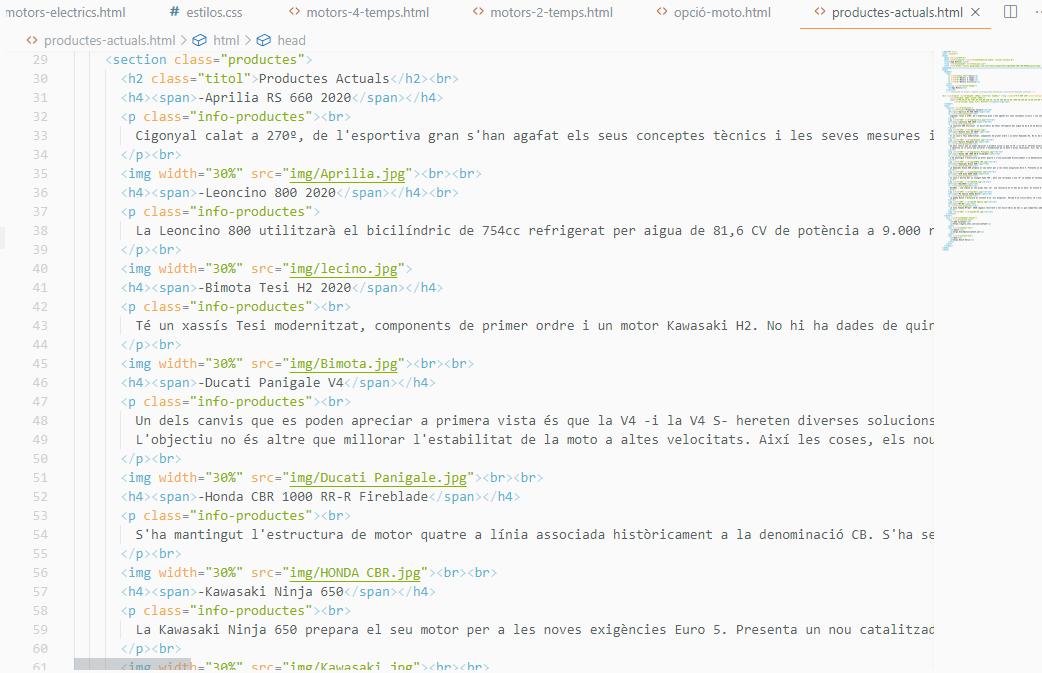 motors-electrics.html # estilos.css <> motors-4-temps.html <> motors-2-temps.html <> opció-moto.html <> productes-actuals.html ×
<> productes-actuals.html > html > head
29 <section class="productes">
30 <h2 class="titol">Productes Actuals</h2><br>
31 <h4><span>-Aprilia RS 660 2020</span></h4>
32 <p class="info-productes"><br>
33 Cigonyal calat a 270º, de l'esportiva gran s'han agafat els seus conceptes tècnics i les seves mesures i
34 </p><br>
35 <img width="30%" src="img/Aprilia.jpg"><br><br>
36 <h4><span>-Leoncino 800 2020</span></h4><br>
37 <p class="info-productes">
38 La Leoncino 800 utilitzarà el bicilíndric de 754cc refrigerat per aigua de 81,6 CV de potència a 9.000 r
39 </p><br>
40 <img width="30%" src="img/lecino.jpg">
41 <h4><span>-Bimota Tesi H2 2020</span></h4>
42 <p class="info-productes"><br>
43 Té un xassís Tesi modernitzat, components de primer ordre i un motor Kawasaki H2. No hi ha dades de quin
44 </p><br>
45 <img width="30%" src="img/Bimota.jpg"><br><br>
46 <h4><span>-Ducati Panigale V4</span></h4>
47 <p class="info-productes"><br>
48 Un dels canvis que es poden apreciar a primera vista és que la V4 -i la V4 S- hereten diverses solucions
49 L'objectiu no és altre que millorar l'estabilitat de la moto a altes velocitats. Així les coses, els nou
50 </p><br>
51 <img width="30%" src="img/Ducati Panigale.jpg"><br><br>
52 <h4><span>-Honda CBR 1000 RR-R Fireblade</span></h4>
53 <p class="info-productes"><br>
54 S'ha mantingut l'estructura de motor quatre a línia associada històricament a la denominació CB. S'ha se
55 </p><br>
56 <img width="30%" src="img/HONDA CBR.jpg"><br><br>
57 <h4><span>-Kawasaki Ninja 650</span></h4>
58 <p class="info-productes"><br>
59 La Kawasaki Ninja 650 prepara el seu motor per a les noves exigències Euro 5. Presenta un nou catalitzad
60 </p><br>
61 <img width="30%" src="img/Kawasaki.jpg"><br><br>